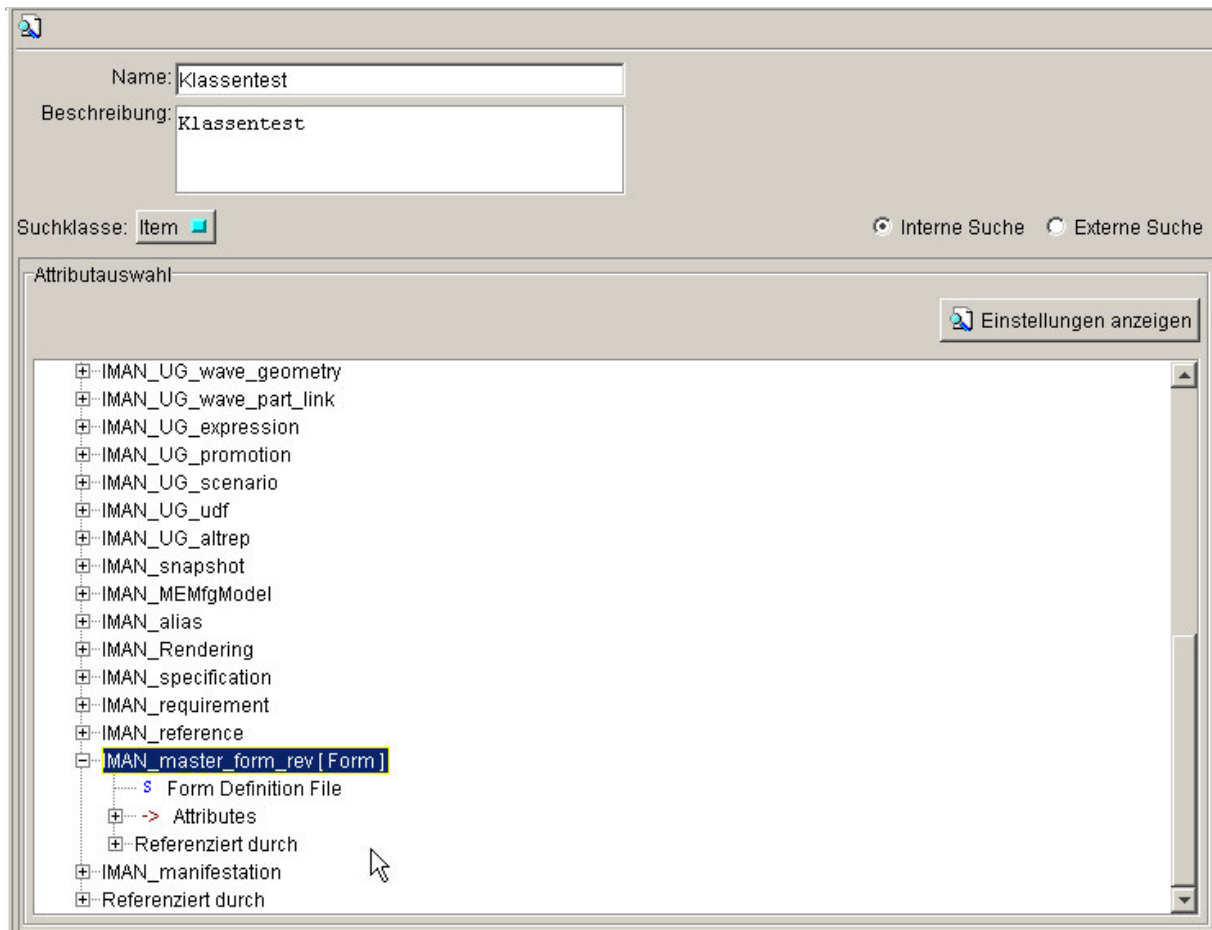 Name: Klassentest
Beschreibung: Klassentest
Suchklasse: Item Interne Suche Externe Suche
Attributauswahl
Einstellungen anzeigen
IMAN_UG_wave_geometry
IMAN_UG_wave_part_link
IMAN_UG_expression
IMAN_UG_promotion
IMAN_UG_scenario
IMAN_UG_udf
IMAN_UG_altrep
IMAN_snapshot
IMAN_MEMfgModel
IMAN_alias
IMAN_Rendering
IMAN_specification
IMAN_requirement
IMAN_reference
IMAN_master_form_rev [ Form ]
S Form Definition File
-> Attributes
Referenziert durch
IMAN_manifestation
Referenziert durch